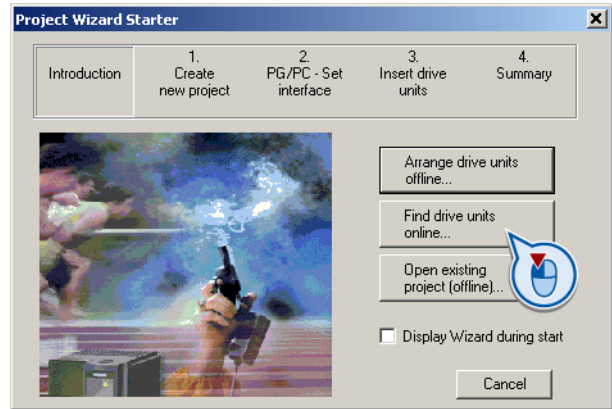 Project Wizard Starter
Introduction
1.
Create
new project
2.
PG/PC - Set
interface
3.
Insert drive
units
4.
Summary
Arrange drive units
offline...
Find drive units
online...
Open existing
project (offline)...
Display Wizard during start
Cancel